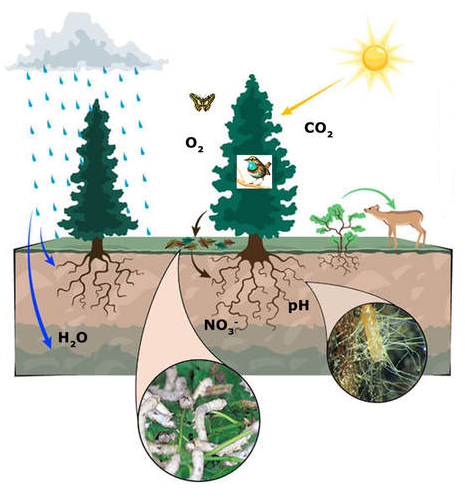 CO₂
O₂
pH
NO₃⁻
H₂O